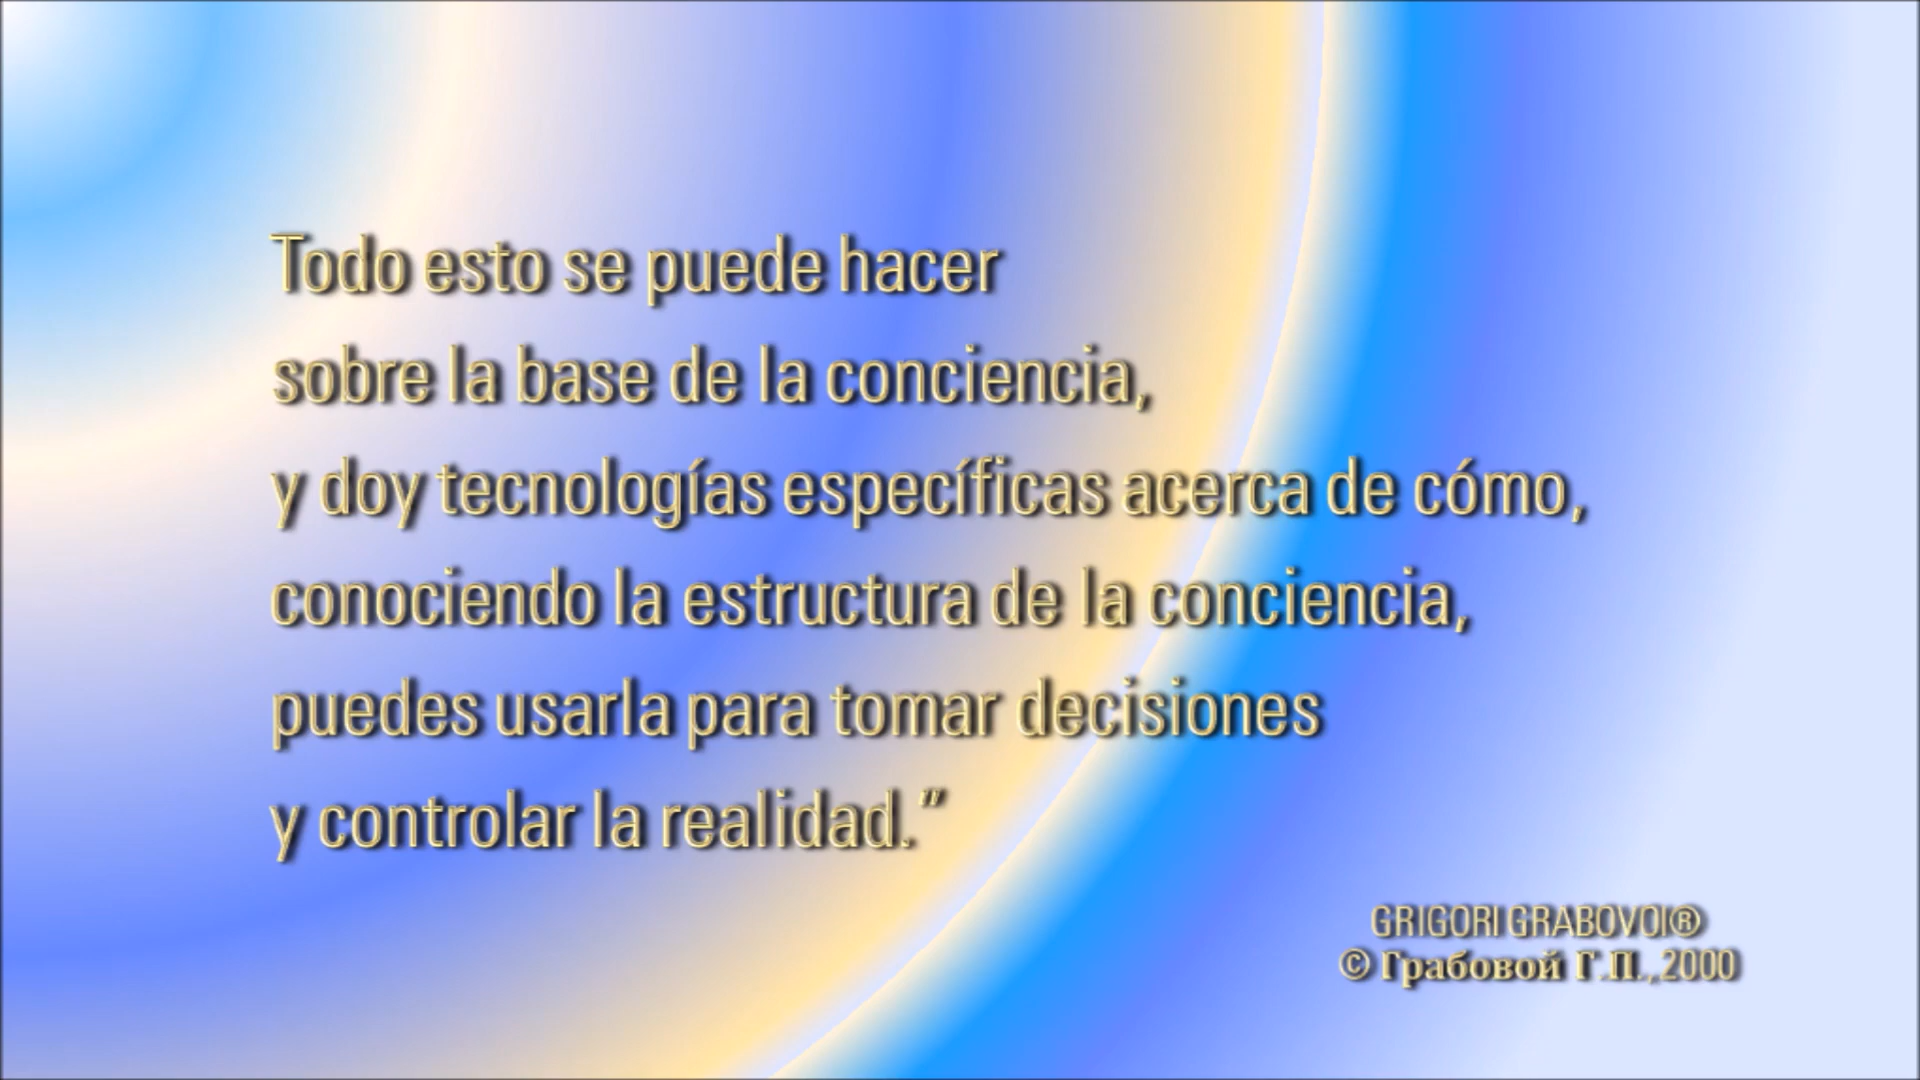 Todo esto se puede hacer
sobre la base de la conciencia,
y doy tecnologías específicas acerca de cómo,
conociendo la estructura de la conciencia,
puedes usarla para tomar decisiones
y controlar la realidad.”
GRIGORI GRABOVOI®
© Грабовой Г.П.,2000